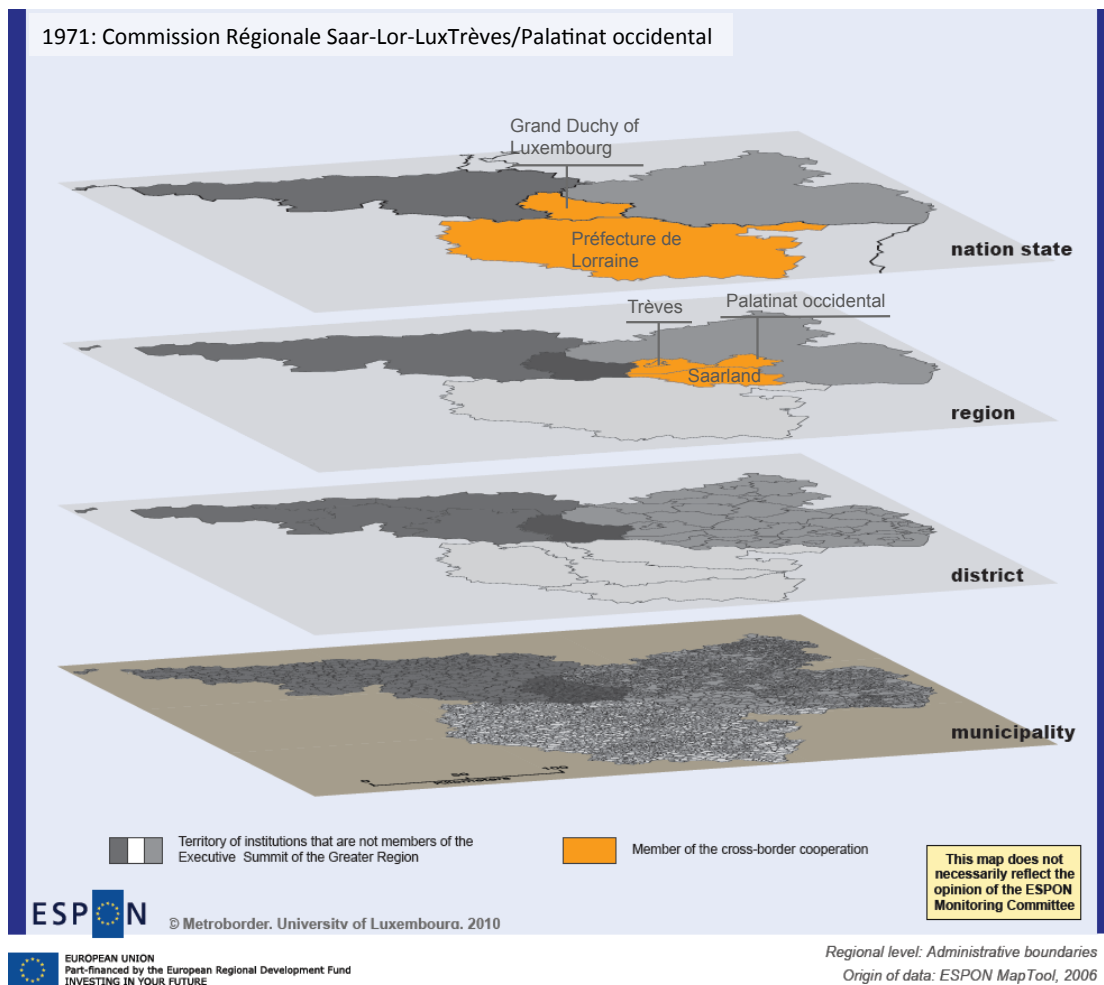 1971: Commission Régionale Saar-Lor-LuxTrèves/Palatinat occidental
Grand Duchy of
Luxembourg
Préfecture de
Lorraine
nation state
Trèves
Palatinat occidental
Saarland
region
district
municipality
0 50 100
Kilometers
Territory of institutions that are not members of the
Executive Summit of the Greater Region
Member of the cross-border cooperation
This map does not
necessarily reflect the
opinion of the ESPON
Monitoring Committee
ESPON
© Metroborder, University of Luxembourg, 2010
EUROPEAN UNION
Part-financed by the European Regional Development Fund
INVESTING IN YOUR FUTURE
Regional level: Administrative boundaries
Origin of data: ESPON MapTool, 2006